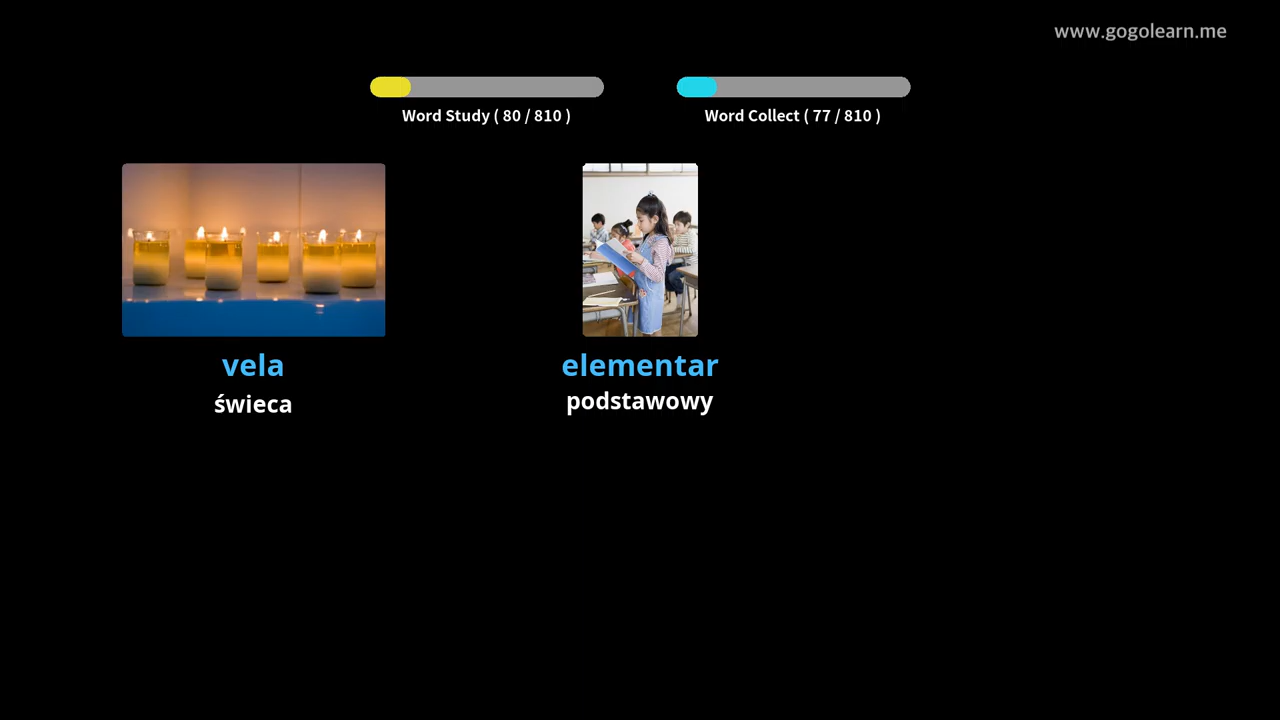 www.gogolearn.me
Word Study ( 80 / 810 )
Word Collect ( 77 / 810 )
vela
świeca
elementar
podstawowy